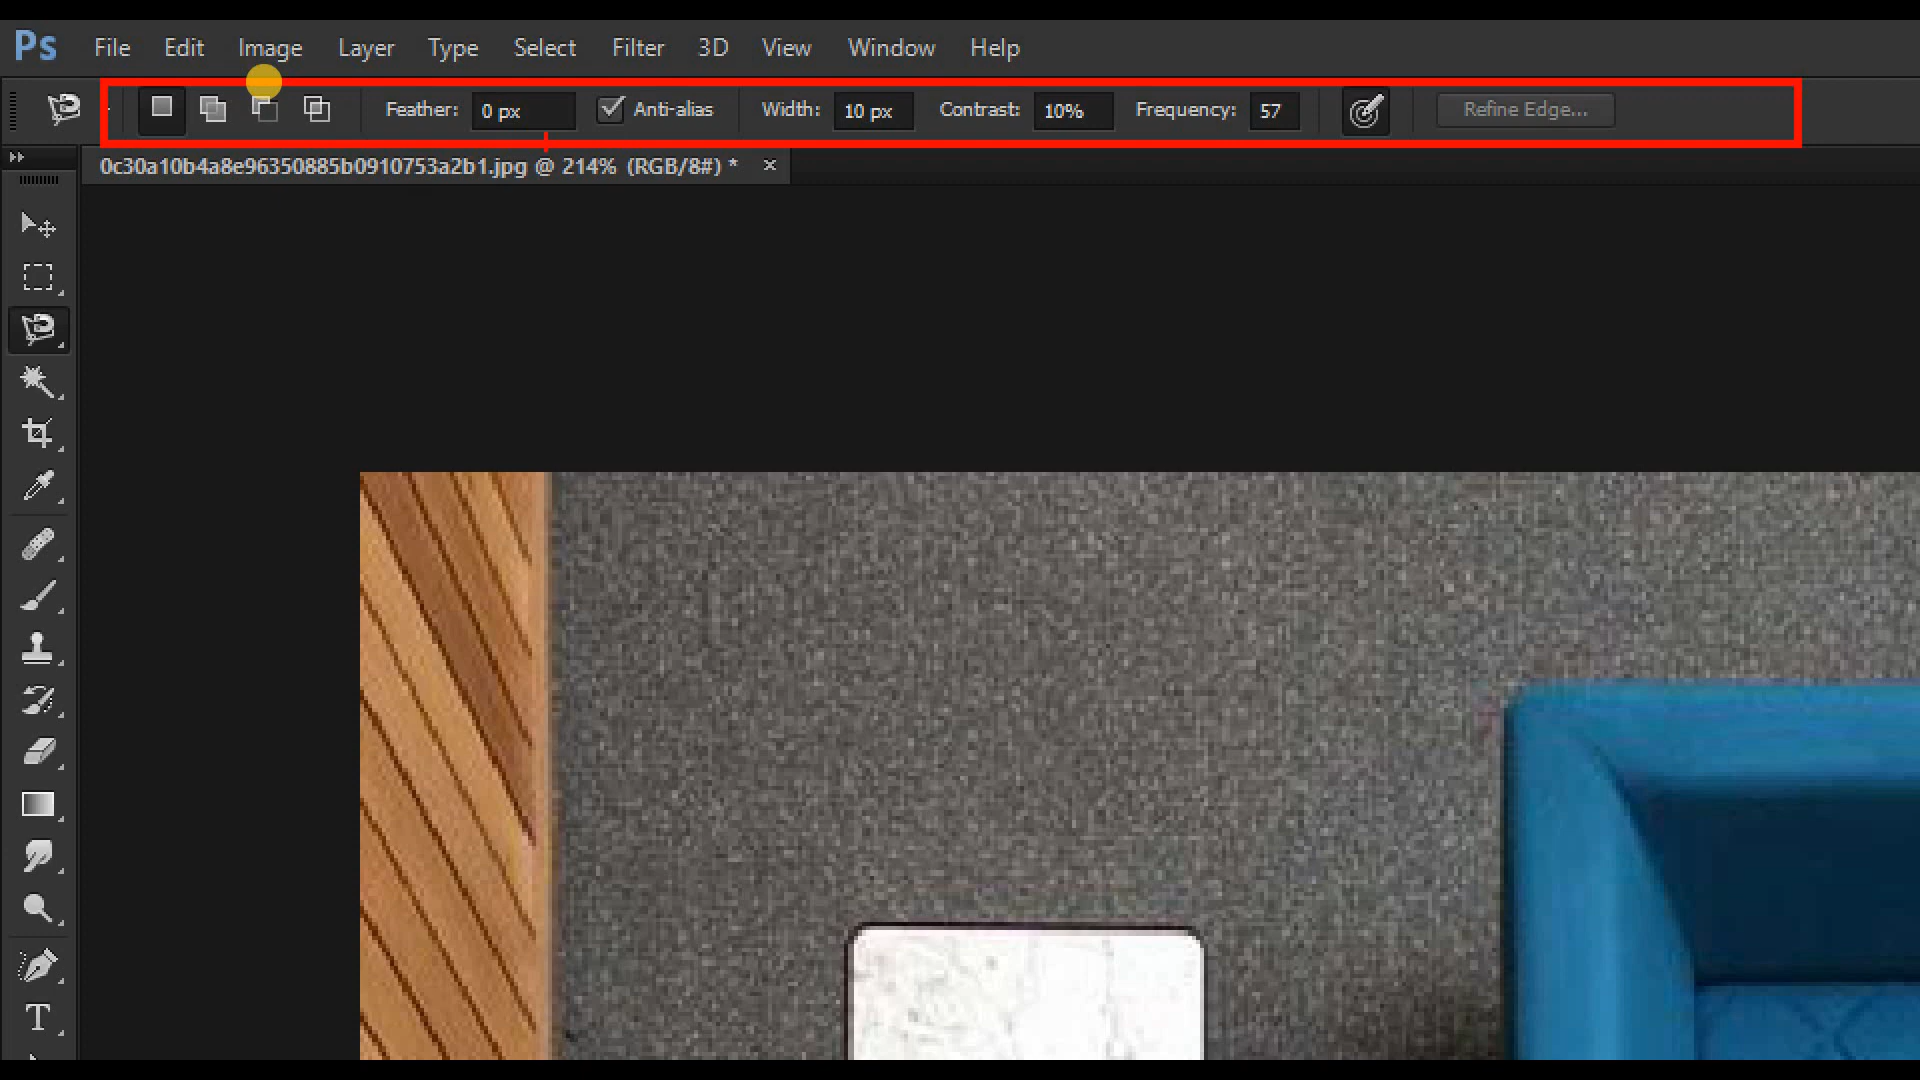 Ps File Edit Image Layer Type Select Filter 3D View Window Help
Feather: 0 px Anti-alias Width: 10 px Contrast: 10% Frequency: 57 Refine Edge...
0c30a10b4a8e96350885b0910753a2b1.jpg @ 214% (RGB/8#) * ×
T